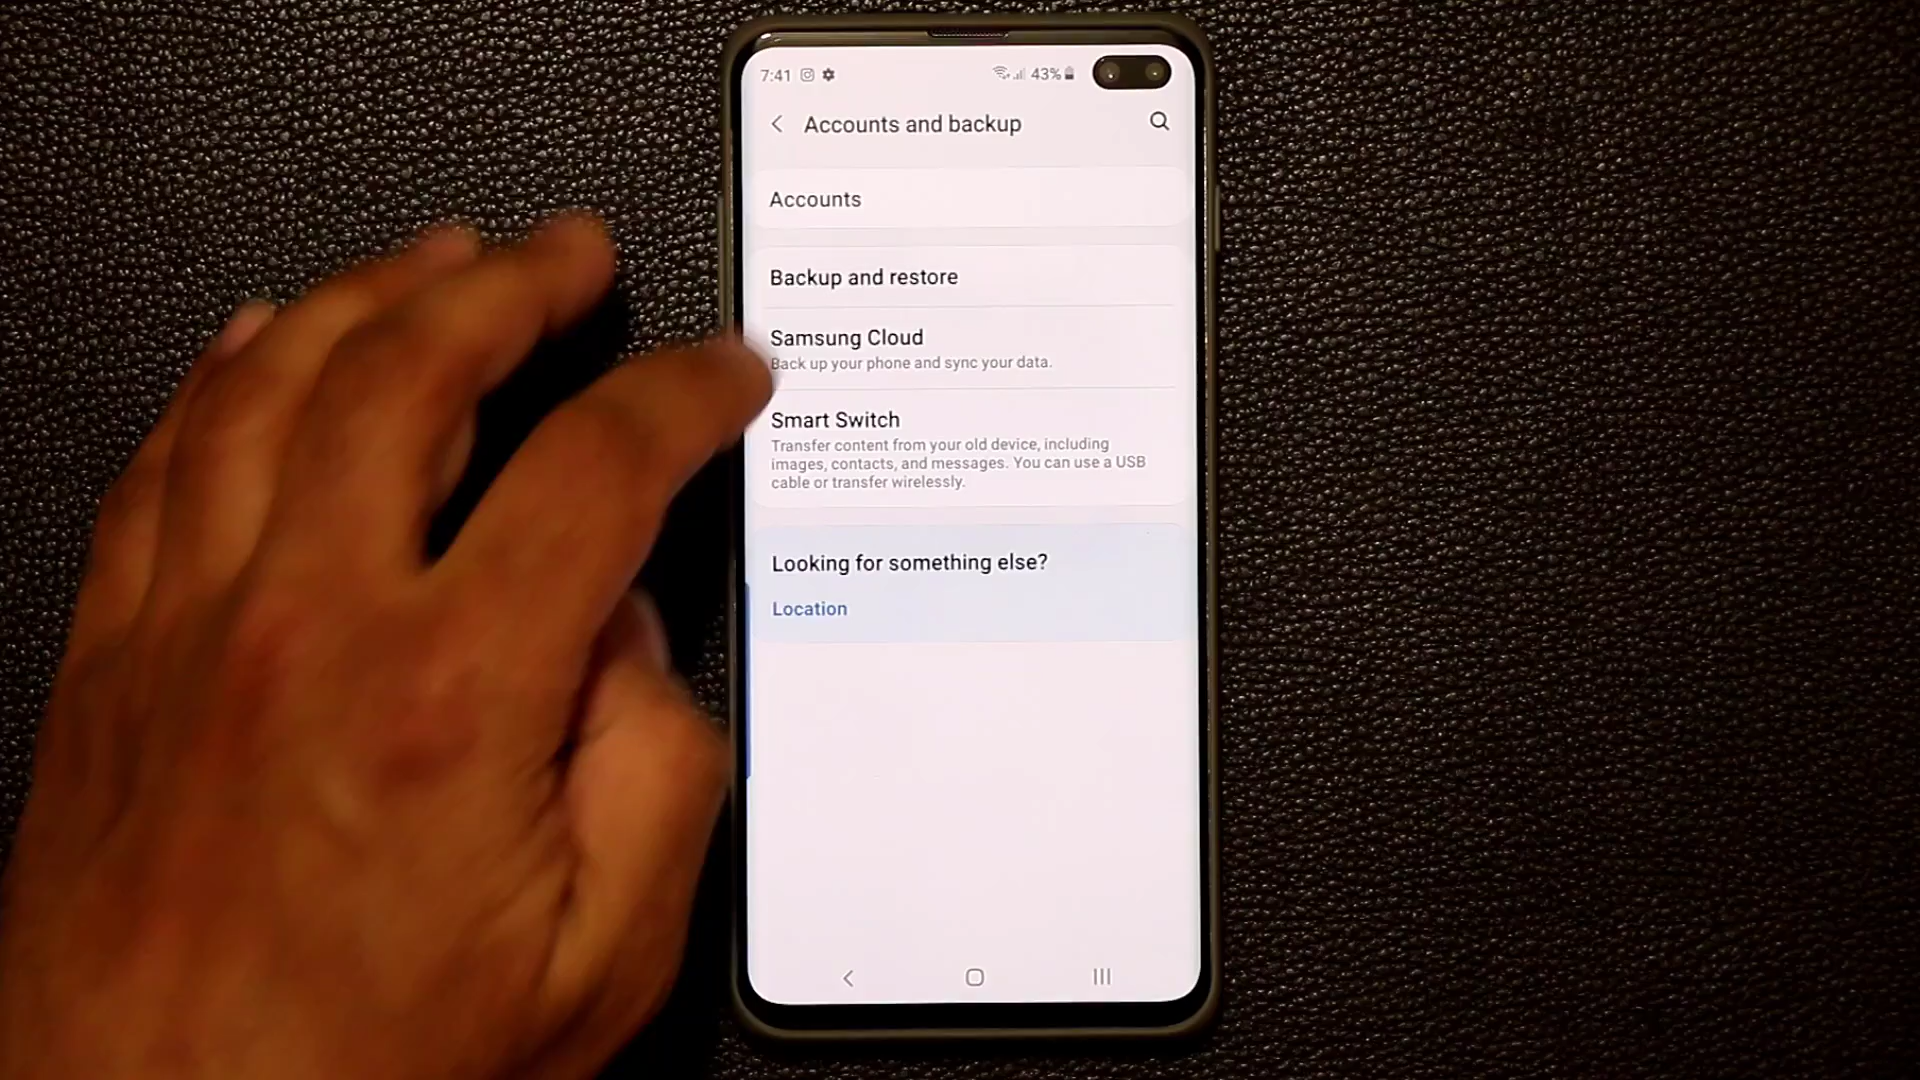 7:41 43%
Accounts and backup
Accounts
Backup and restore
Samsung Cloud
Back up your phone and sync your data.
Smart Switch
Transfer content from your old device, including
images, contacts, and messages. You can use a USB
cable or transfer wirelessly.
Looking for something else?
Location